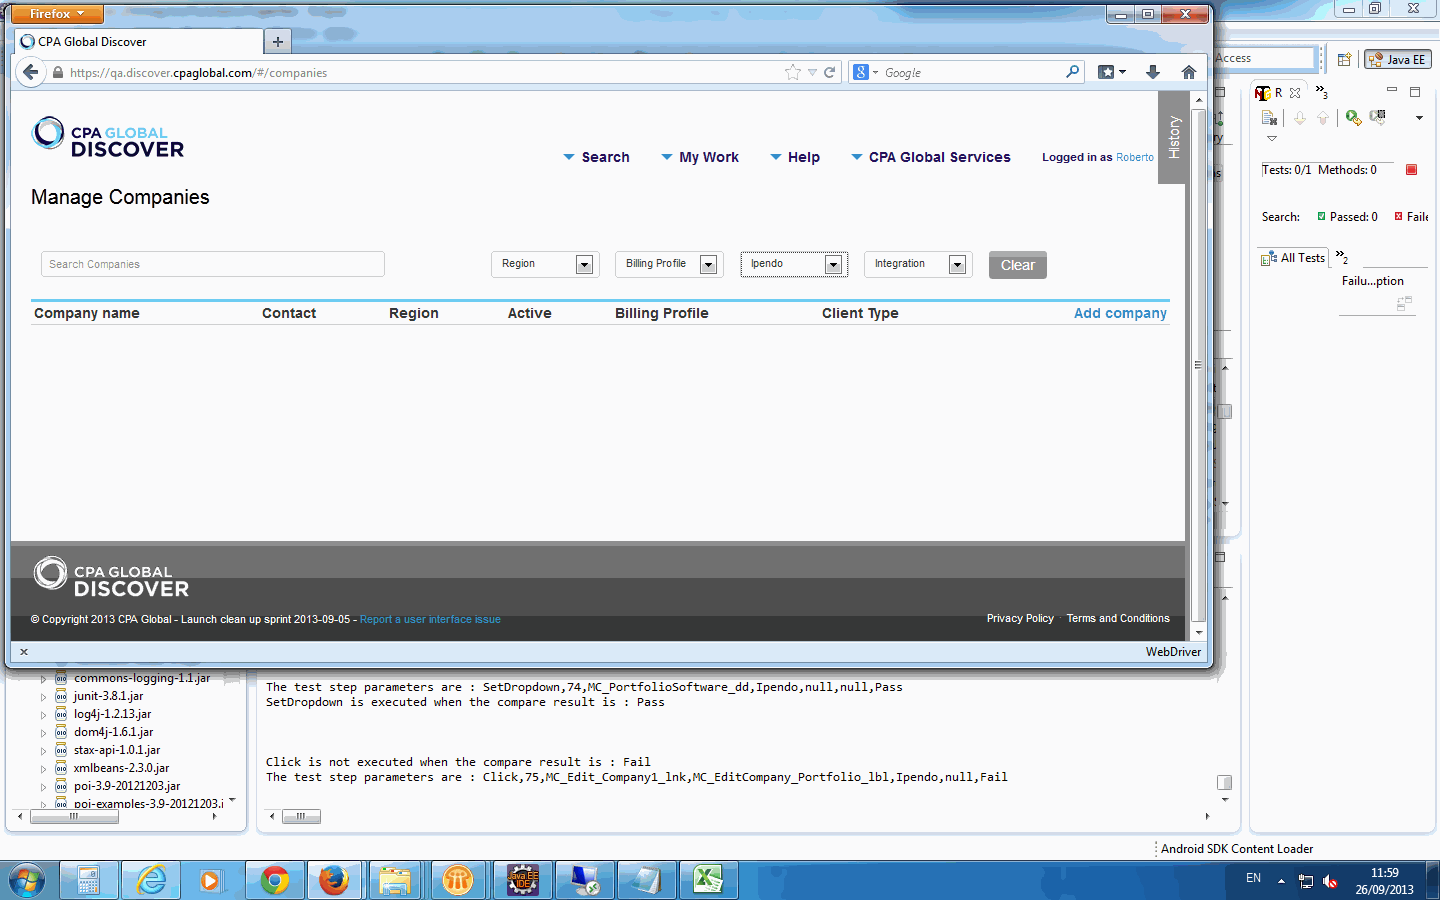 Firefox
CPA Global Discover
https://qa.discover.cpaglobal.com/#/companies
Google
Access
Java EE
CPA GLOBAL
DISCOVER
Search
My Work
Help
CPA Global Services
Logged in as Roberto
History
Manage Companies
Search Companies
Region
Billing Profile
Ipendo
Integration
Clear
Company name
Contact
Region
Active
Billing Profile
Client Type
Add company
CPA GLOBAL
DISCOVER
© Copyright 2013 CPA Global - Launch clean up sprint 2013-09-05 - Report a user interface issue
Privacy Policy
Terms and Conditions
WebDriver
R
3
Tests: 0/1 Methods: 0
Search:
Passed: 0
Faile
All Tests
2
Failu...ption
commons-logging-1.1.jar
junit-3.8.1.jar
log4j-1.2.13.jar
dom4j-1.6.1.jar
stax-api-1.0.1.jar
xmlbeans-2.3.0.jar
poi-3.9-20121203.jar
poi-examples-3.9-20121203.j
The test step parameters are : SetDropdown,74,MC_PortfolioSoftware_dd,Ipendo,null,null,Pass
SetDropdown is executed when the compare result is : Pass
Click is not executed when the compare result is : Fail
The test step parameters are : Click,75,MC_Edit_Company1_lnk,MC_EditCompany_Portfolio_lbl,Ipendo,null,Fail
Android SDK Content Loader
Java EE
IDE
EN
11:59
26/09/2013